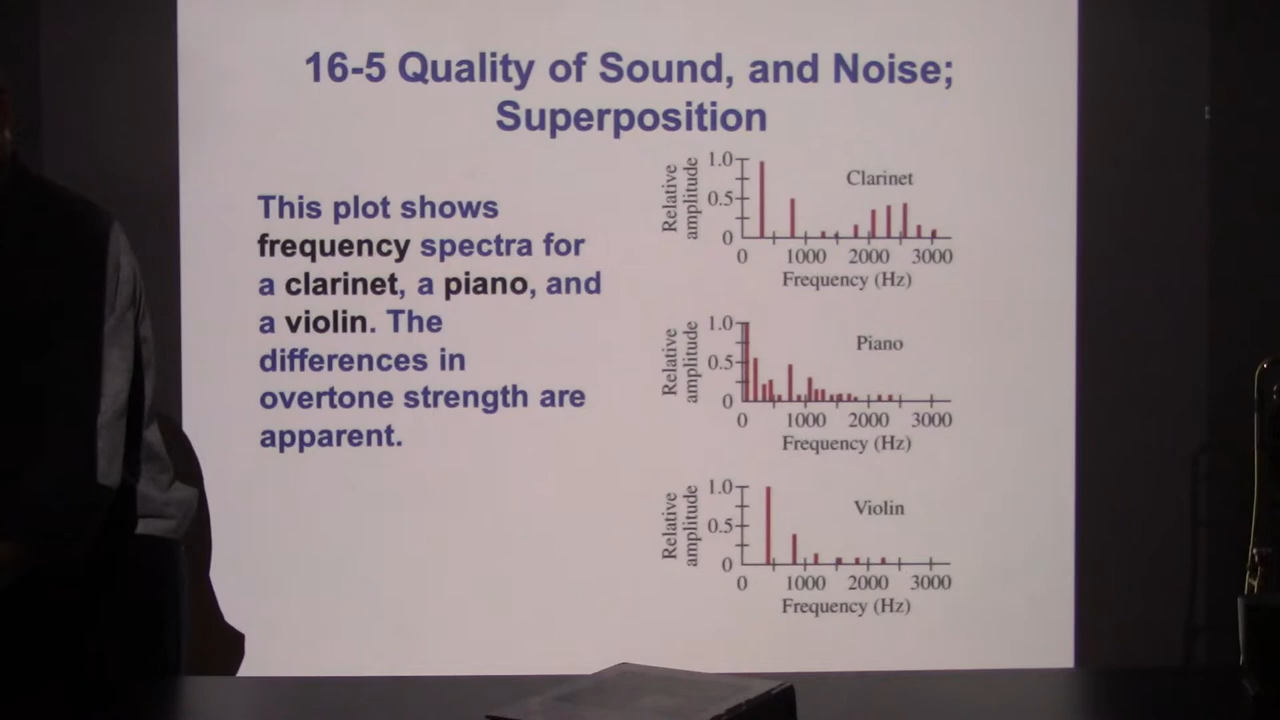 16-5 Quality of Sound, and Noise;
Superposition
This plot shows
frequency spectra for
a clarinet, a piano, and
a violin. The
differences in
overtone strength are
apparent.
Relative
amplitude
1.0
0.5
0
Clarinet
0 1000 2000 3000
Frequency (Hz)
Relative
amplitude
1.0
0.5
0
Piano
0 1000 2000 3000
Frequency (Hz)
Relative
amplitude
1.0
0.5
0
Violin
0 1000 2000 3000
Frequency (Hz)